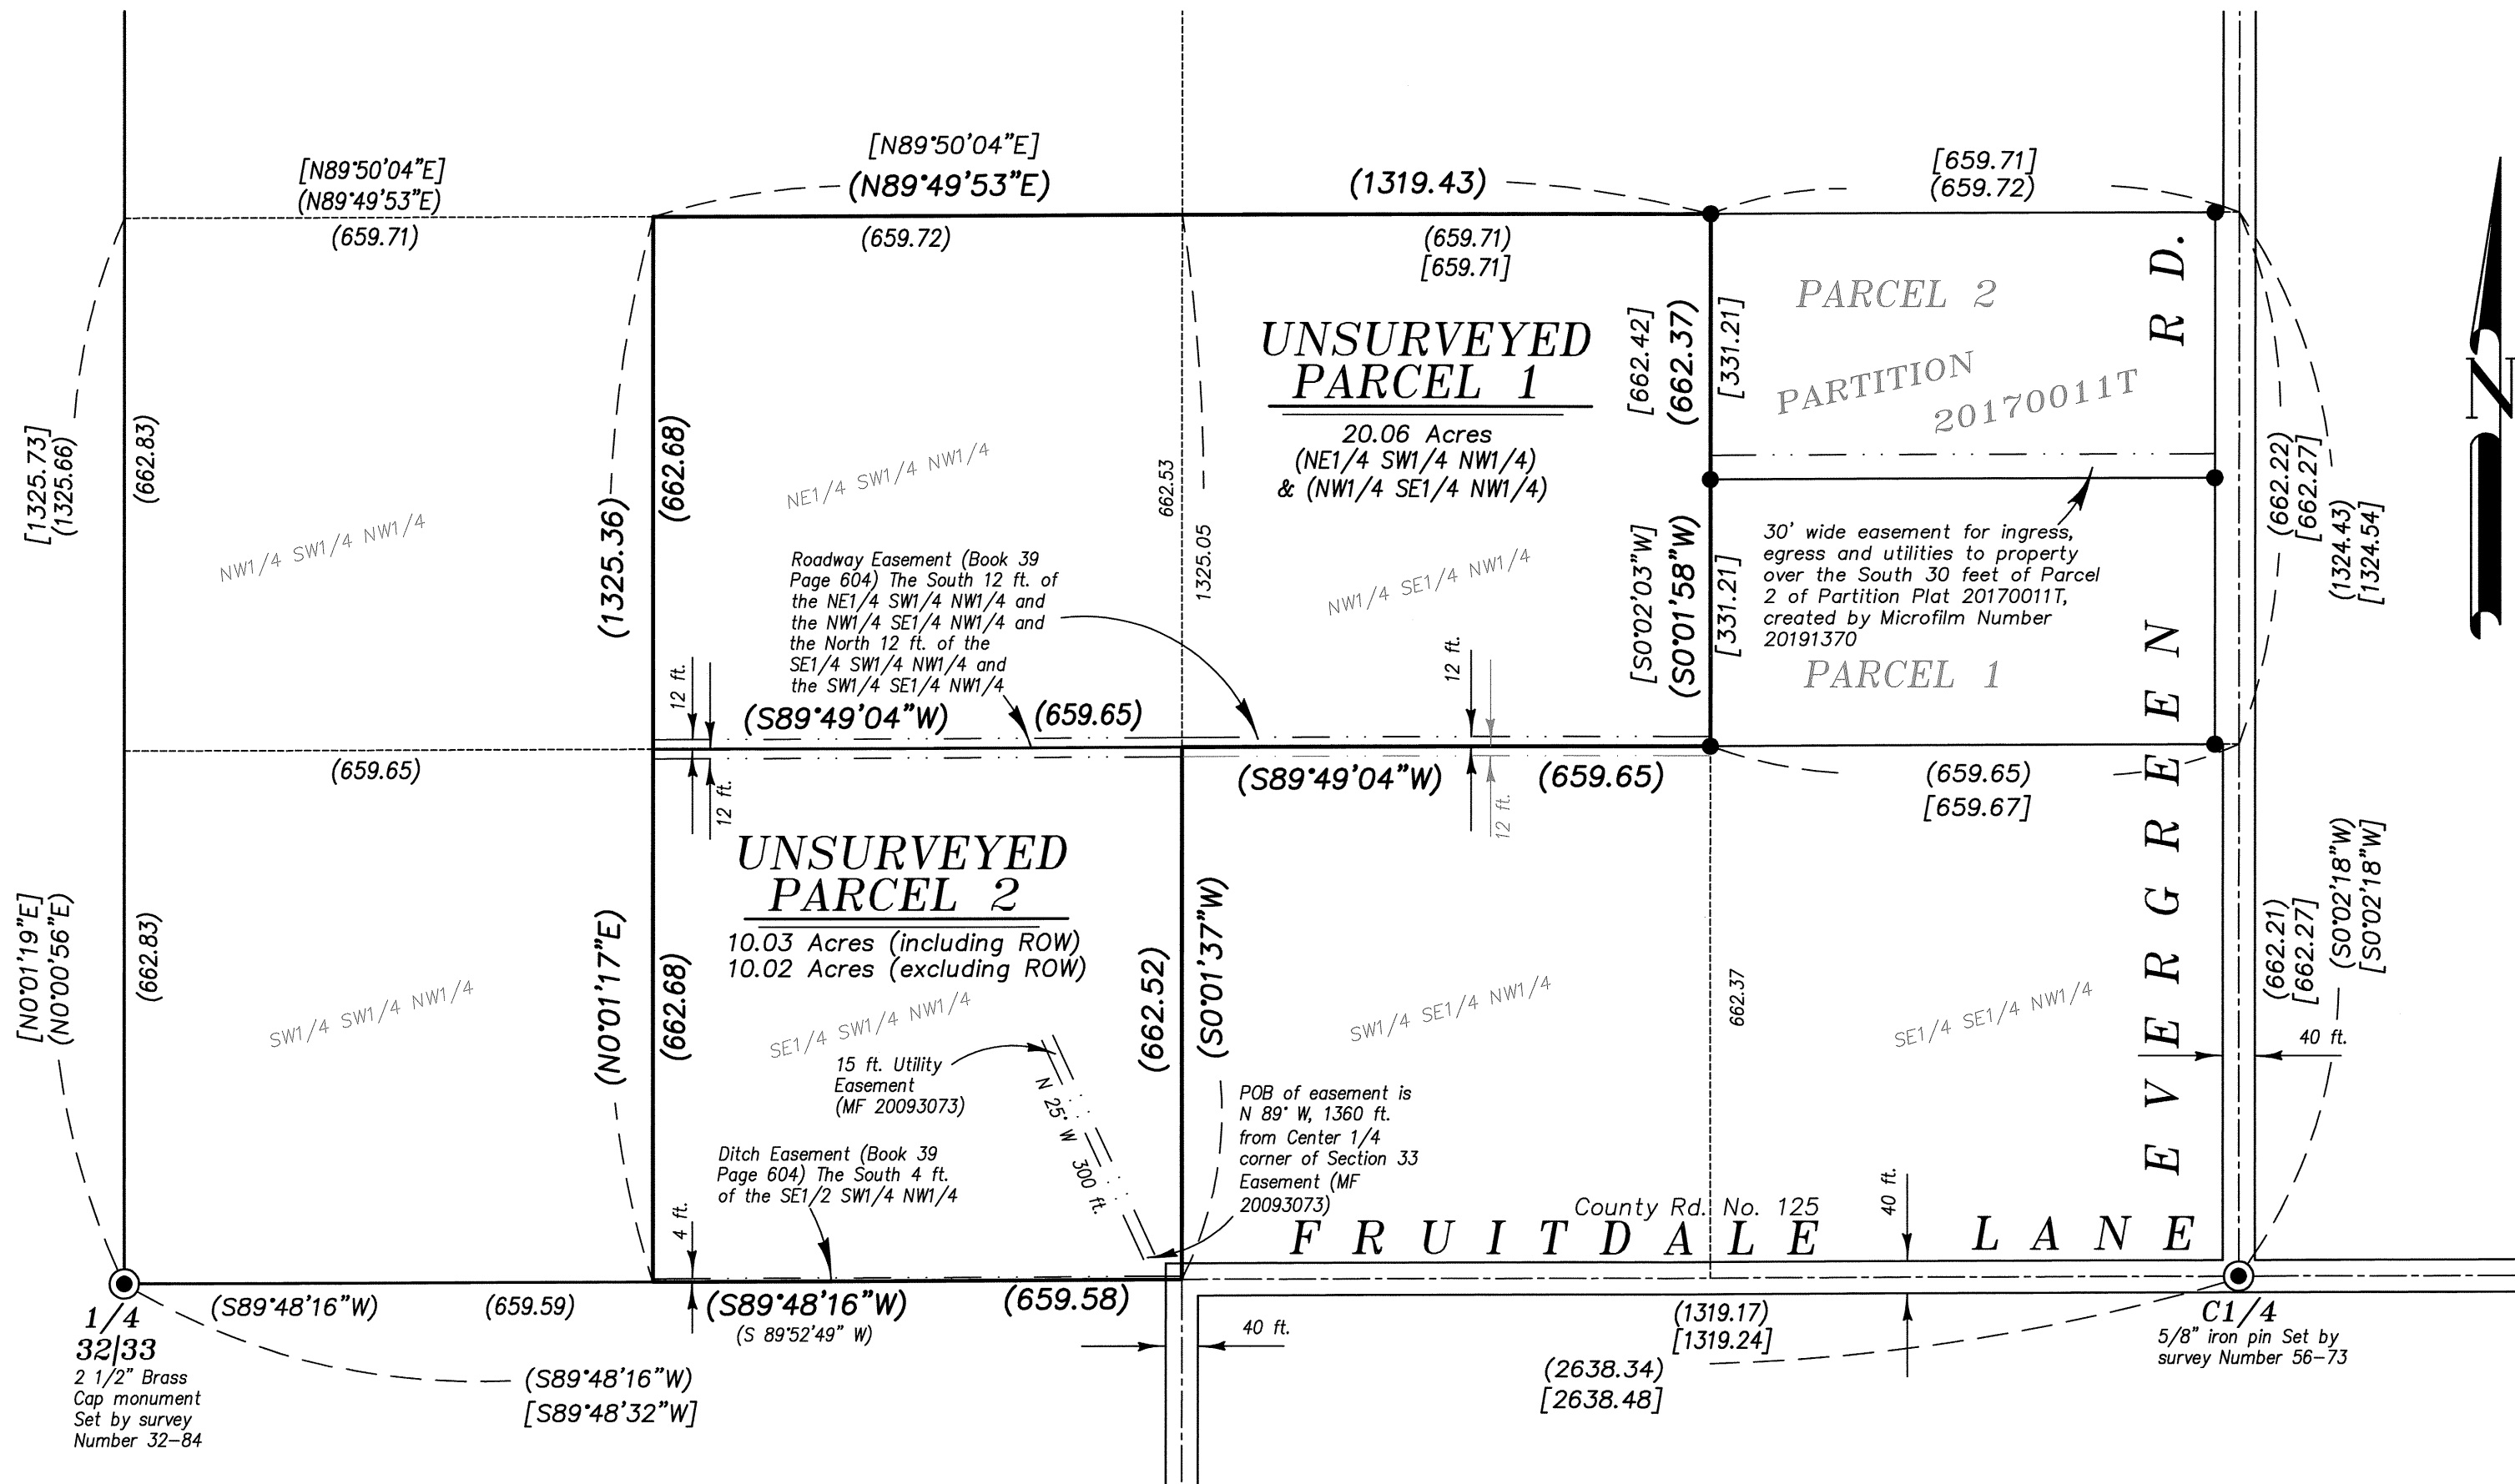 [N89°50'04"E]
(N89°49'53"E)
(659.71)
[N89°50'04"E]
(N89°49'53"E)
(659.72)
(1319.43)
(659.71)
[659.71]
[659.71]
(659.72)
[1325.73]
(1325.66)
(662.83)
NW1/4 SW1/4 NW1/4
(1325.36)
(662.68)
NE1/4 SW1/4 NW1/4
662.53
1325.05
UNSURVEYED
PARCEL 1
20.06 Acres
(NE1/4 SW1/4 NW1/4)
& (NW1/4 SE1/4 NW1/4)
NW1/4 SE1/4 NW1/4
[662.42]
(662.37)
[331.21]
[S0°02'03"W]
(S0°01'58"W)
[331.21]
PARCEL 2
PARTITION
20170011T
30' wide easement for ingress,
egress and utilities to property
over the South 30 feet of Parcel
2 of Partition Plat 20170011T,
created by Microfilm Number
20191370
PARCEL 1
EVERGREEN RD.
(662.22)
[662.27]
(1324.43)
[1324.54]
N
Roadway Easement (Book 39
Page 604) The South 12 ft. of
the NE1/4 SW1/4 NW1/4 and
the NW1/4 SE1/4 NW1/4 and
the North 12 ft. of the
SE1/4 SW1/4 NW1/4 and
the SW1/4 SE1/4 NW1/4
12 ft.
12 ft.
(S89°49'04"W)
(659.65)
12 ft.
12 ft.
(S89°49'04"W)
(659.65)
(659.65)
(659.65)
[659.67]
[N0°01'19"E]
(N0°00'56"E)
(662.83)
SW1/4 SW1/4 NW1/4
(N0°01'17"E)
(662.68)
UNSURVEYED
PARCEL 2
10.03 Acres (including ROW)
10.02 Acres (excluding ROW)
SE1/4 SW1/4 NW1/4
15 ft. Utility
Easement
(MF 20093073)
N 25° W 300 ft.
Ditch Easement (Book 39
Page 604) The South 4 ft.
of the SE1/2 SW1/4 NW1/4
4 ft.
(662.52)
(S0°01'37"W)
POB of easement is
N 89° W, 1360 ft.
from Center 1/4
corner of Section 33
Easement (MF
20093073)
SW1/4 SE1/4 NW1/4
662.37
SE1/4 SE1/4 NW1/4
(662.21)
[662.27]
(S0°02'18"W)
[S0°02'18"W]
40 ft.
County Rd. No. 125
FRUITDALE LANE
40 ft.
1/4
32|33
2 1/2" Brass
Cap monument
Set by survey
Number 32-84
(S89°48'16"W)
(659.59)
(S89°48'16"W)
(S 89°52'49" W)
(659.58)
(S89°48'16"W)
[S89°48'32"W]
40 ft.
(1319.17)
[1319.24]
(2638.34)
[2638.48]
C1/4
5/8" iron pin Set by
survey Number 56-73